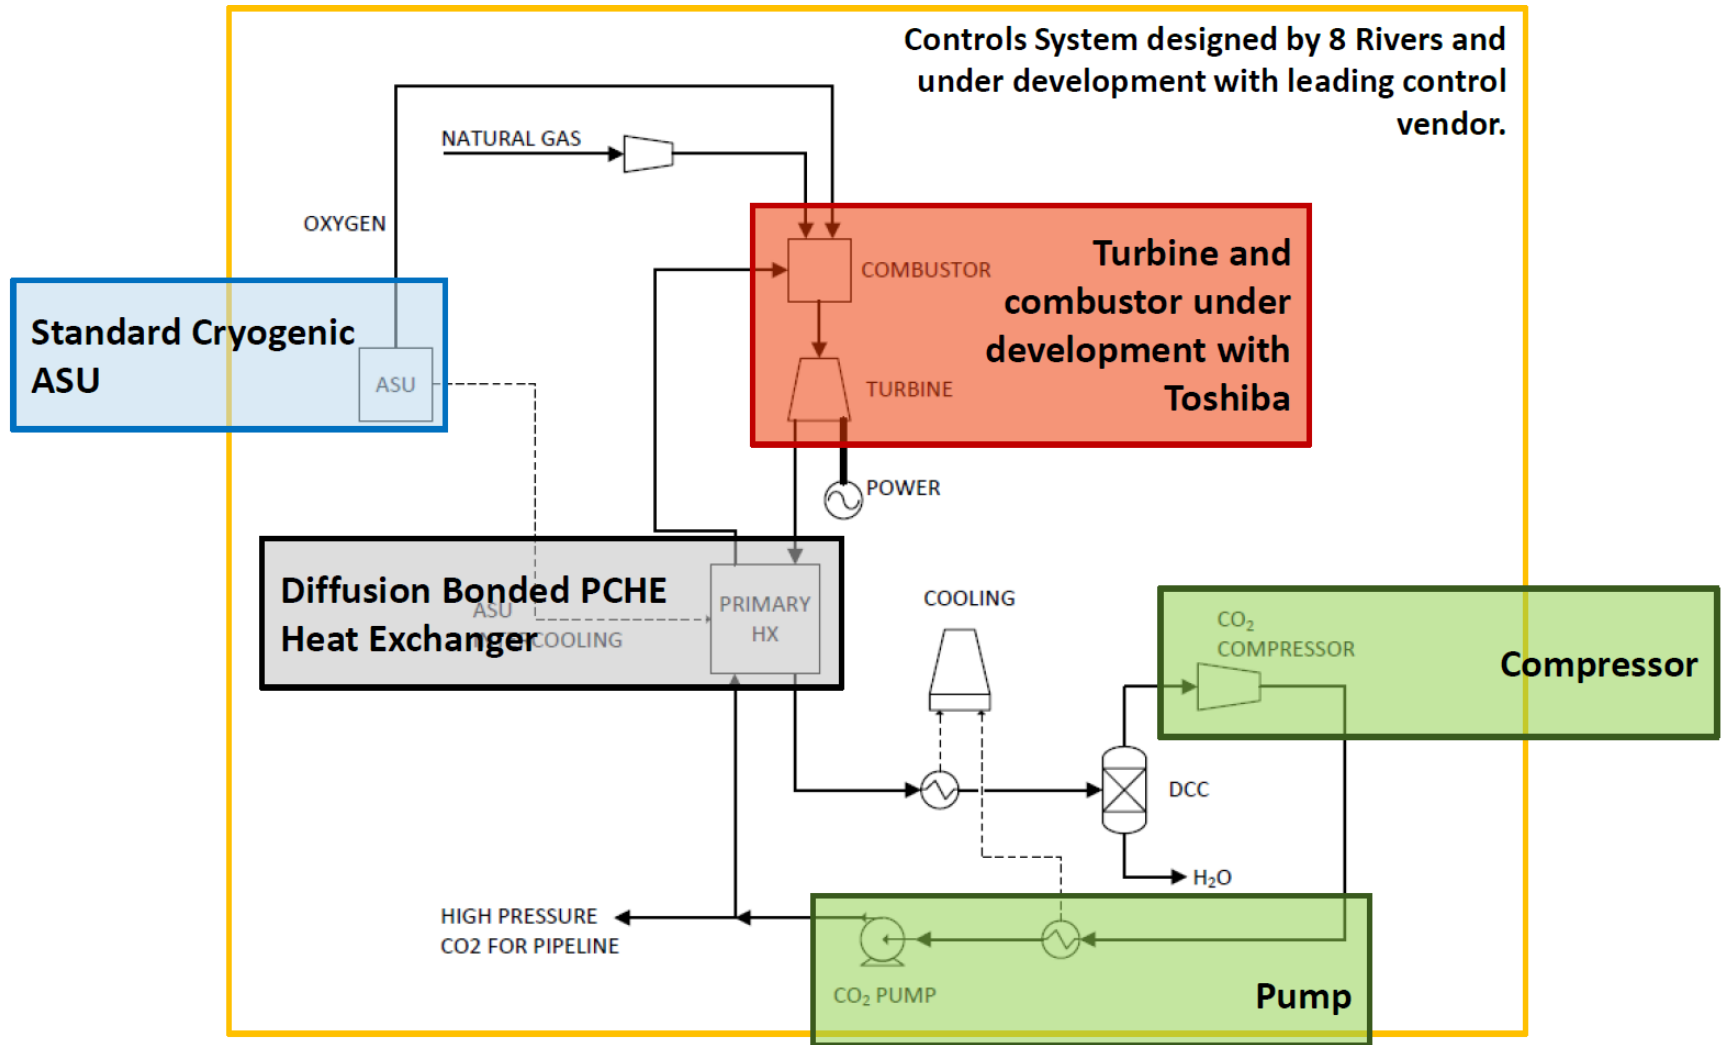 Controls System designed by 8 Rivers and
under development with leading control
vendor.
NATURAL GAS
OXYGEN
Turbine and
combustor under
development with
Toshiba
COMBUSTOR
TURBINE
Standard Cryogenic
ASU
ASU
POWER
Diffusion Bonded PCHE
Heat Exchanger
ASU
INTERCOOLING
PRIMARY
HX
COOLING
CO₂
COMPRESSOR
Compressor
DCC
H₂O
HIGH PRESSURE
CO2 FOR PIPELINE
CO₂ PUMP
Pump